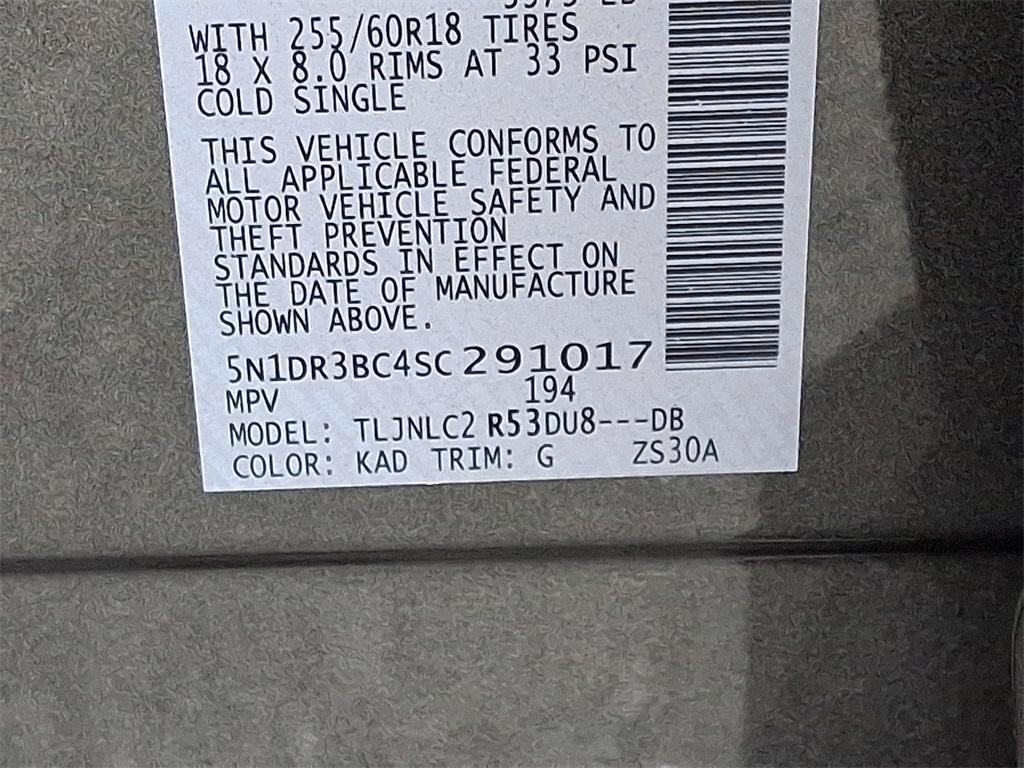 WITH 255/60R18 TIRES
18 X 8.0 RIMS AT 33 PSI
COLD SINGLE
THIS VEHICLE CONFORMS TO
ALL APPLICABLE FEDERAL
MOTOR VEHICLE SAFETY AND
THEFT PREVENTION
STANDARDS IN EFFECT ON
THE DATE OF MANUFACTURE
SHOWN ABOVE.
5N1DR3BC4SC291017
MPV 194
MODEL: TLJNLC2 R53DU8---DB
COLOR: KAD TRIM: G ZS30A